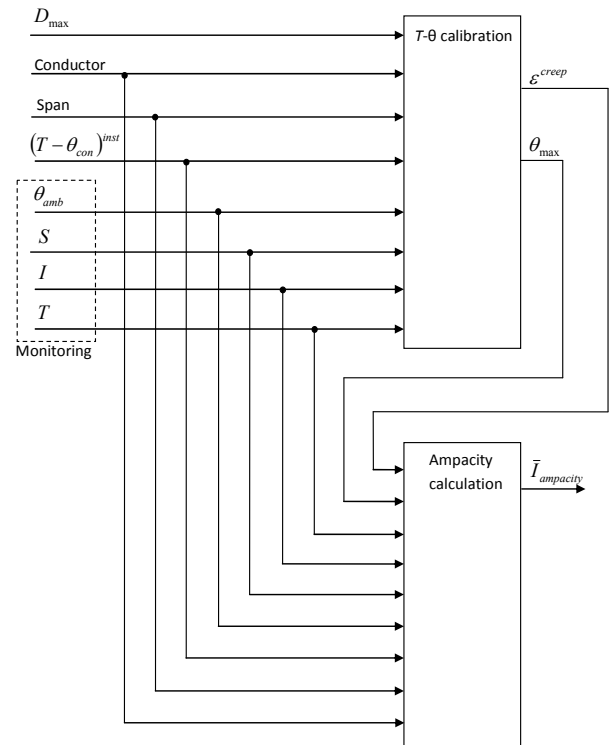 D_max
T-θ calibration
Conductor
ε^creep
Span
(T − θ_con)^inst
θ_max
θ_amb
S
I
T
Monitoring
Ampacity
calculation
Ī_ampacity